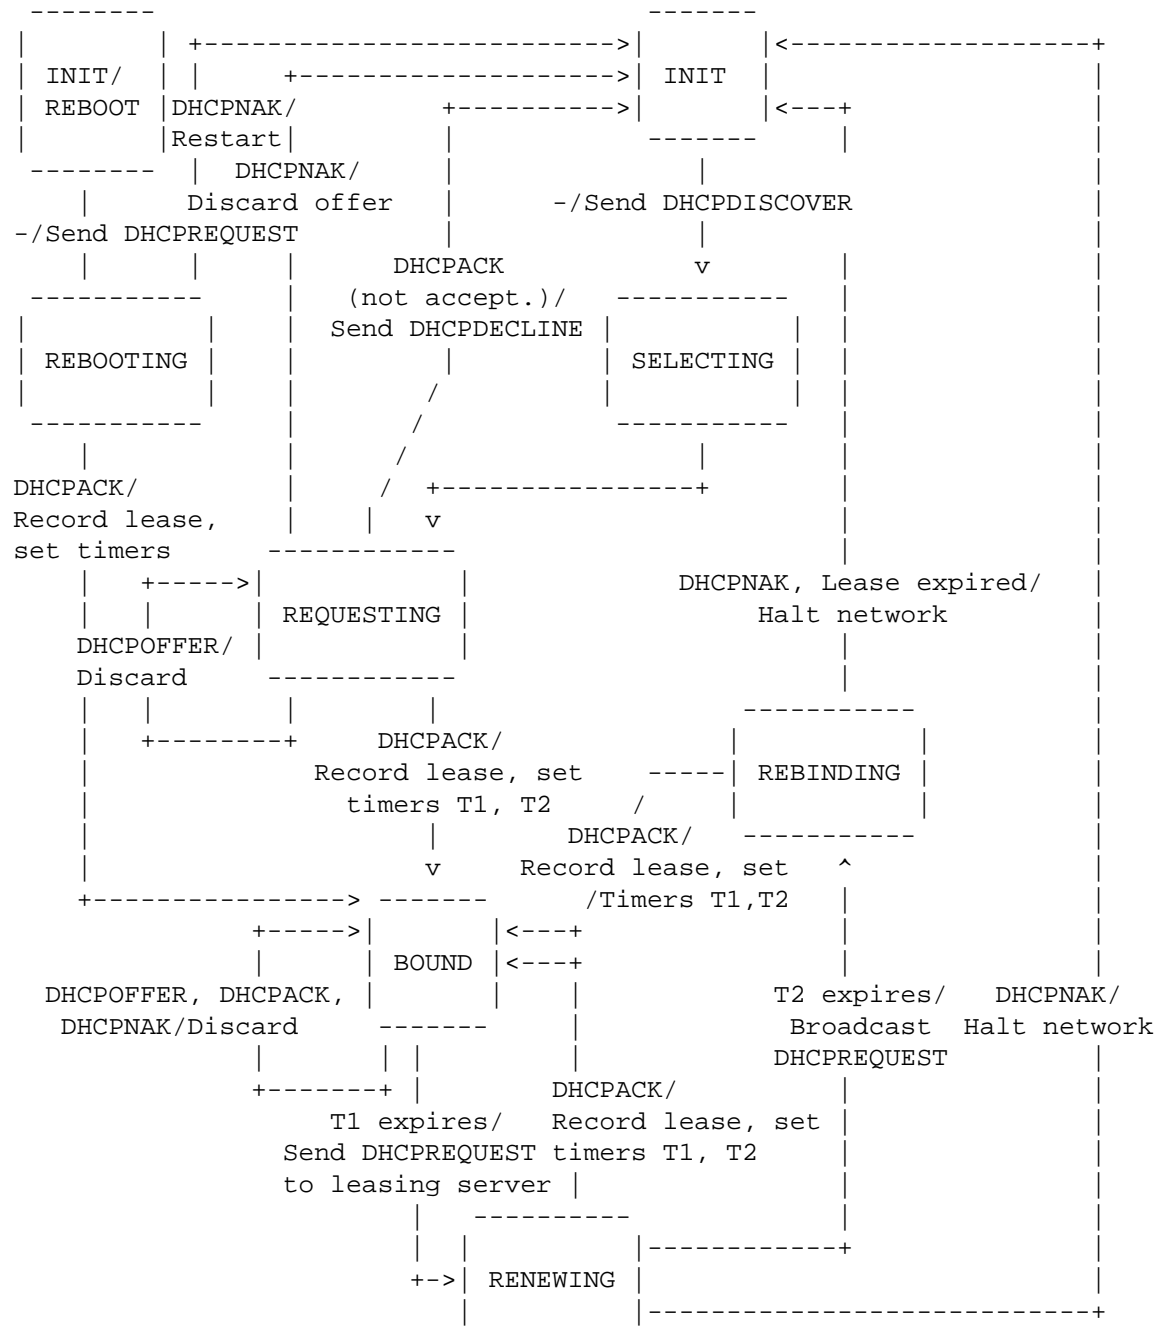 INIT/ INIT
REBOOT DHCPNAK/
Restart
DHCPNAK/
Discard offer -/Send DHCPDISCOVER
-/Send DHCPREQUEST
DHCPACK v
(not accept.)/
Send DHCPDECLINE
REBOOTING SELECTING
DHCPACK/
Record lease, v
set timers
DHCPNAK, Lease expired/
REQUESTING Halt network
DHCPOFFER/
Discard
DHCPACK/
Record lease, set REBINDING
timers T1, T2
DHCPACK/
v Record lease, set
/Timers T1,T2
BOUND
DHCPOFFER, DHCPACK, T2 expires/ DHCPNAK/
DHCPNAK/Discard Broadcast Halt network
DHCPREQUEST
DHCPACK/
T1 expires/ Record lease, set
Send DHCPREQUEST timers T1, T2
to leasing server
RENEWING